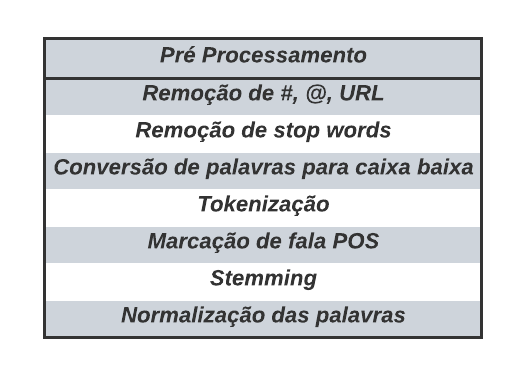 Pré Processamento
Remoção de #, @, URL
Remoção de stop words
Conversão de palavras para caixa baixa
Tokenização
Marcação de fala POS
Stemming
Normalização das palavras